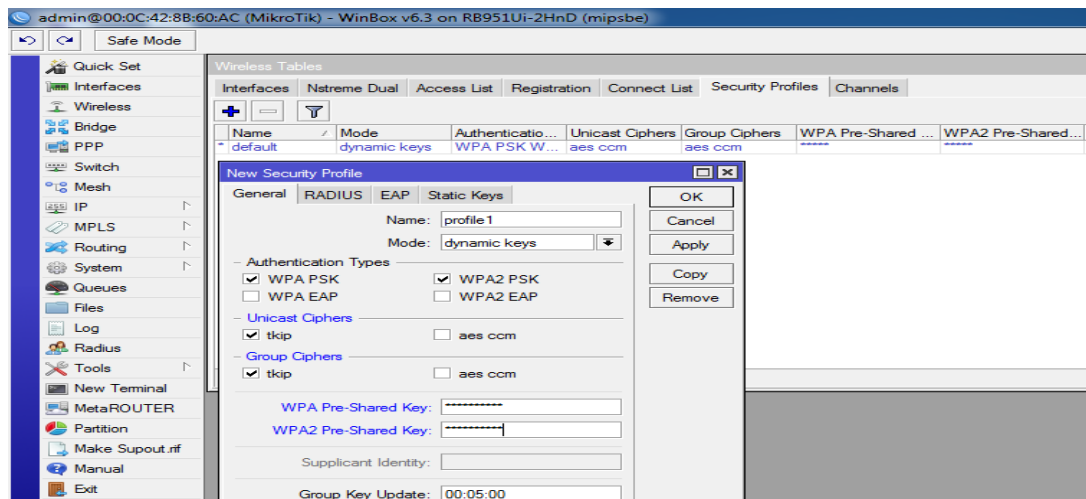 admin@00:0C:42:8B:60:AC (MikroTik) - WinBox v6.3 on RB951Ui-2HnD (mipsbe)
Safe Mode
Quick Set
Interfaces
Wireless
Bridge
PPP
Switch
Mesh
IP
MPLS
Routing
System
Queues
Files
Log
Radius
Tools
New Terminal
MetaROUTER
Partition
Make Supout.rif
Manual
Exit
Wireless Tables
Interfaces Nstreme Dual Access List Registration Connect List Security Profiles Channels
Name Mode Authenticatio... Unicast Ciphers Group Ciphers WPA Pre-Shared ... WPA2 Pre-Shared...
* default dynamic keys WPA PSK W... aes ccm aes ccm ***** *****
New Security Profile
General RADIUS EAP Static Keys
Name: profile1
Mode: dynamic keys
Authentication Types
WPA PSK WPA2 PSK
WPA EAP WPA2 EAP
Unicast Ciphers
tkip aes ccm
Group Ciphers
tkip aes ccm
WPA Pre-Shared Key: **********
WPA2 Pre-Shared Key: **********
Supplicant Identity:
Group Key Update: 00:05:00
OK
Cancel
Apply
Copy
Remove